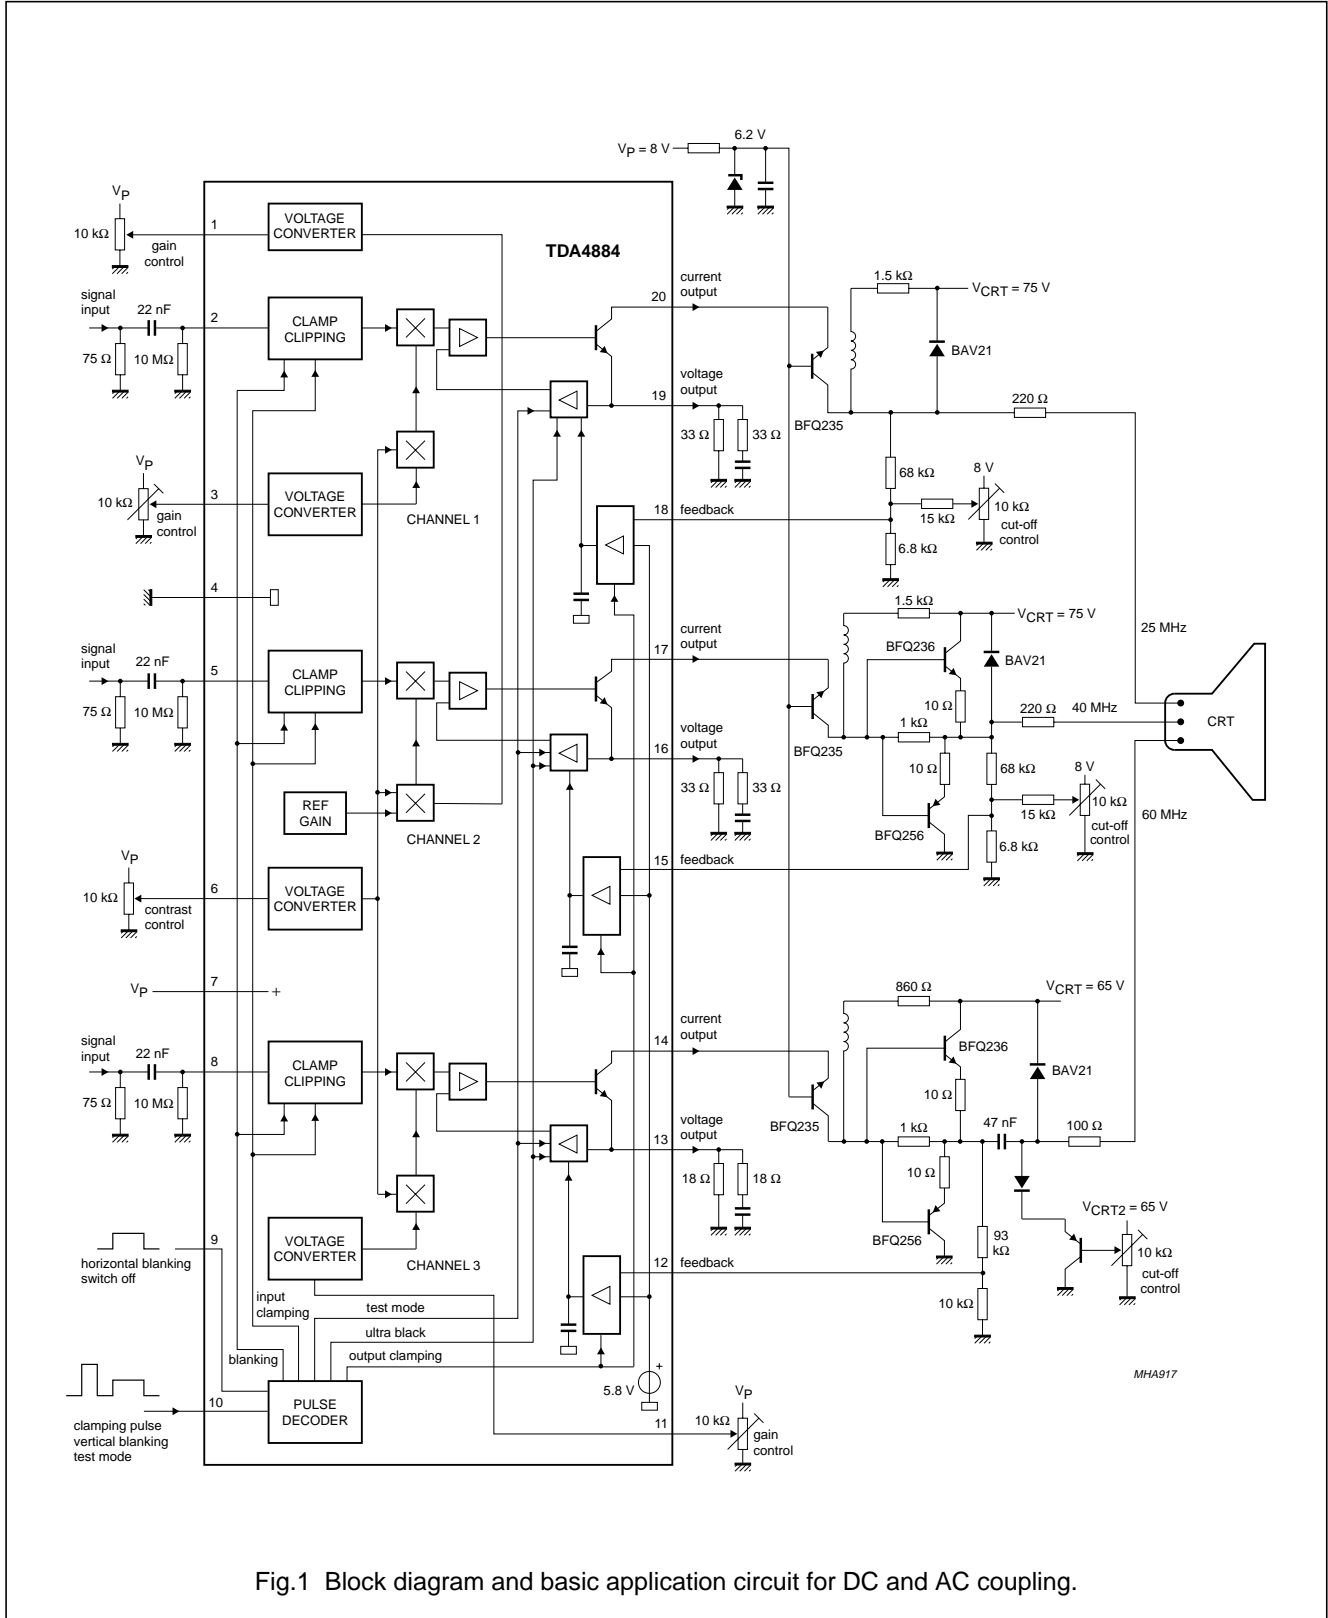 VP = 8 V
6.2 V
VP
10 kΩ
gain
control
1
VOLTAGE
CONVERTER
TDA4884
signal
input
22 nF
2
75 Ω
10 MΩ
CLAMP
CLIPPING
20
current
output
1.5 kΩ
VCRT = 75 V
BAV21
BFQ235
19
voltage
output
33 Ω
33 Ω
220 Ω
68 kΩ
8 V
10 kΩ
15 kΩ
cut-off
control
6.8 kΩ
VP
10 kΩ
gain
control
3
VOLTAGE
CONVERTER
CHANNEL 1
18
feedback
4
25 MHz
signal
input
22 nF
5
75 Ω
10 MΩ
CLAMP
CLIPPING
17
current
output
1.5 kΩ
VCRT = 75 V
BFQ236
BAV21
10 Ω
BFQ235
1 kΩ
220 Ω
40 MHz
CRT
16
voltage
output
33 Ω
33 Ω
10 Ω
68 kΩ
8 V
10 kΩ
15 kΩ
cut-off
control
BFQ256
6.8 kΩ
60 MHz
REF
GAIN
CHANNEL 2
15
feedback
VP
10 kΩ
contrast
control
6
VOLTAGE
CONVERTER
VP
7
+
signal
input
22 nF
8
75 Ω
10 MΩ
CLAMP
CLIPPING
14
current
output
860 Ω
VCRT = 65 V
BFQ236
BAV21
10 Ω
BFQ235
1 kΩ
47 nF
100 Ω
13
voltage
output
18 Ω
18 Ω
10 Ω
BFQ256
93
kΩ
VCRT2 = 65 V
10 kΩ
cut-off
control
10 kΩ
9
horizontal blanking
switch off
VOLTAGE
CONVERTER
CHANNEL 3
12
feedback
input
clamping
test mode
ultra black
blanking
output clamping
5.8 V
+
MHA917
10
clamping pulse
vertical blanking
test mode
PULSE
DECODER
11
VP
10 kΩ
gain
control
Fig.1 Block diagram and basic application circuit for DC and AC coupling.